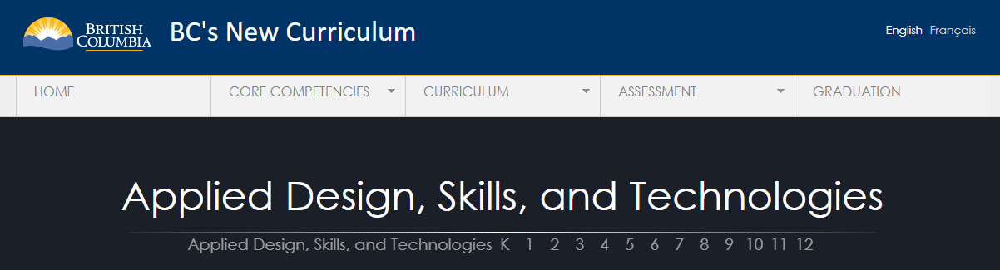 BRITISH
COLUMBIA
BC's New Curriculum
English Français
HOME CORE COMPETENCIES CURRICULUM ASSESSMENT GRADUATION
Applied Design, Skills, and Technologies
Applied Design, Skills, and Technologies K 1 2 3 4 5 6 7 8 9 10 11 12